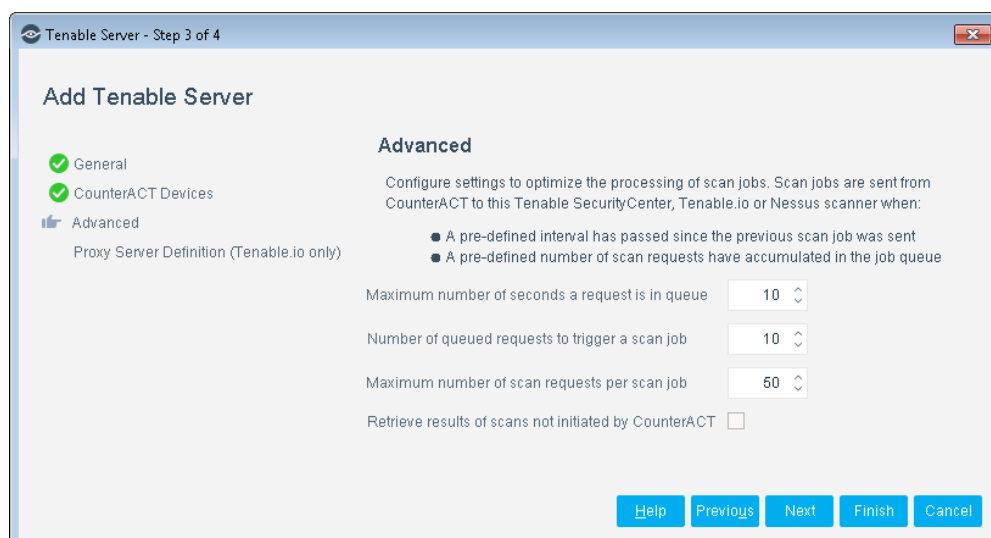 Tenable Server - Step 3 of 4
Add Tenable Server
General
CounterACT Devices
Advanced
Proxy Server Definition (Tenable.io only)
Advanced
Configure settings to optimize the processing of scan jobs. Scan jobs are sent from
CounterACT to this Tenable SecurityCenter, Tenable.io or Nessus scanner when:
● A pre-defined interval has passed since the previous scan job was sent
● A pre-defined number of scan requests have accumulated in the job queue
Maximum number of seconds a request is in queue 10
Number of queued requests to trigger a scan job 10
Maximum number of scan requests per scan job 50
Retrieve results of scans not initiated by CounterACT
Help Previous Next Finish Cancel